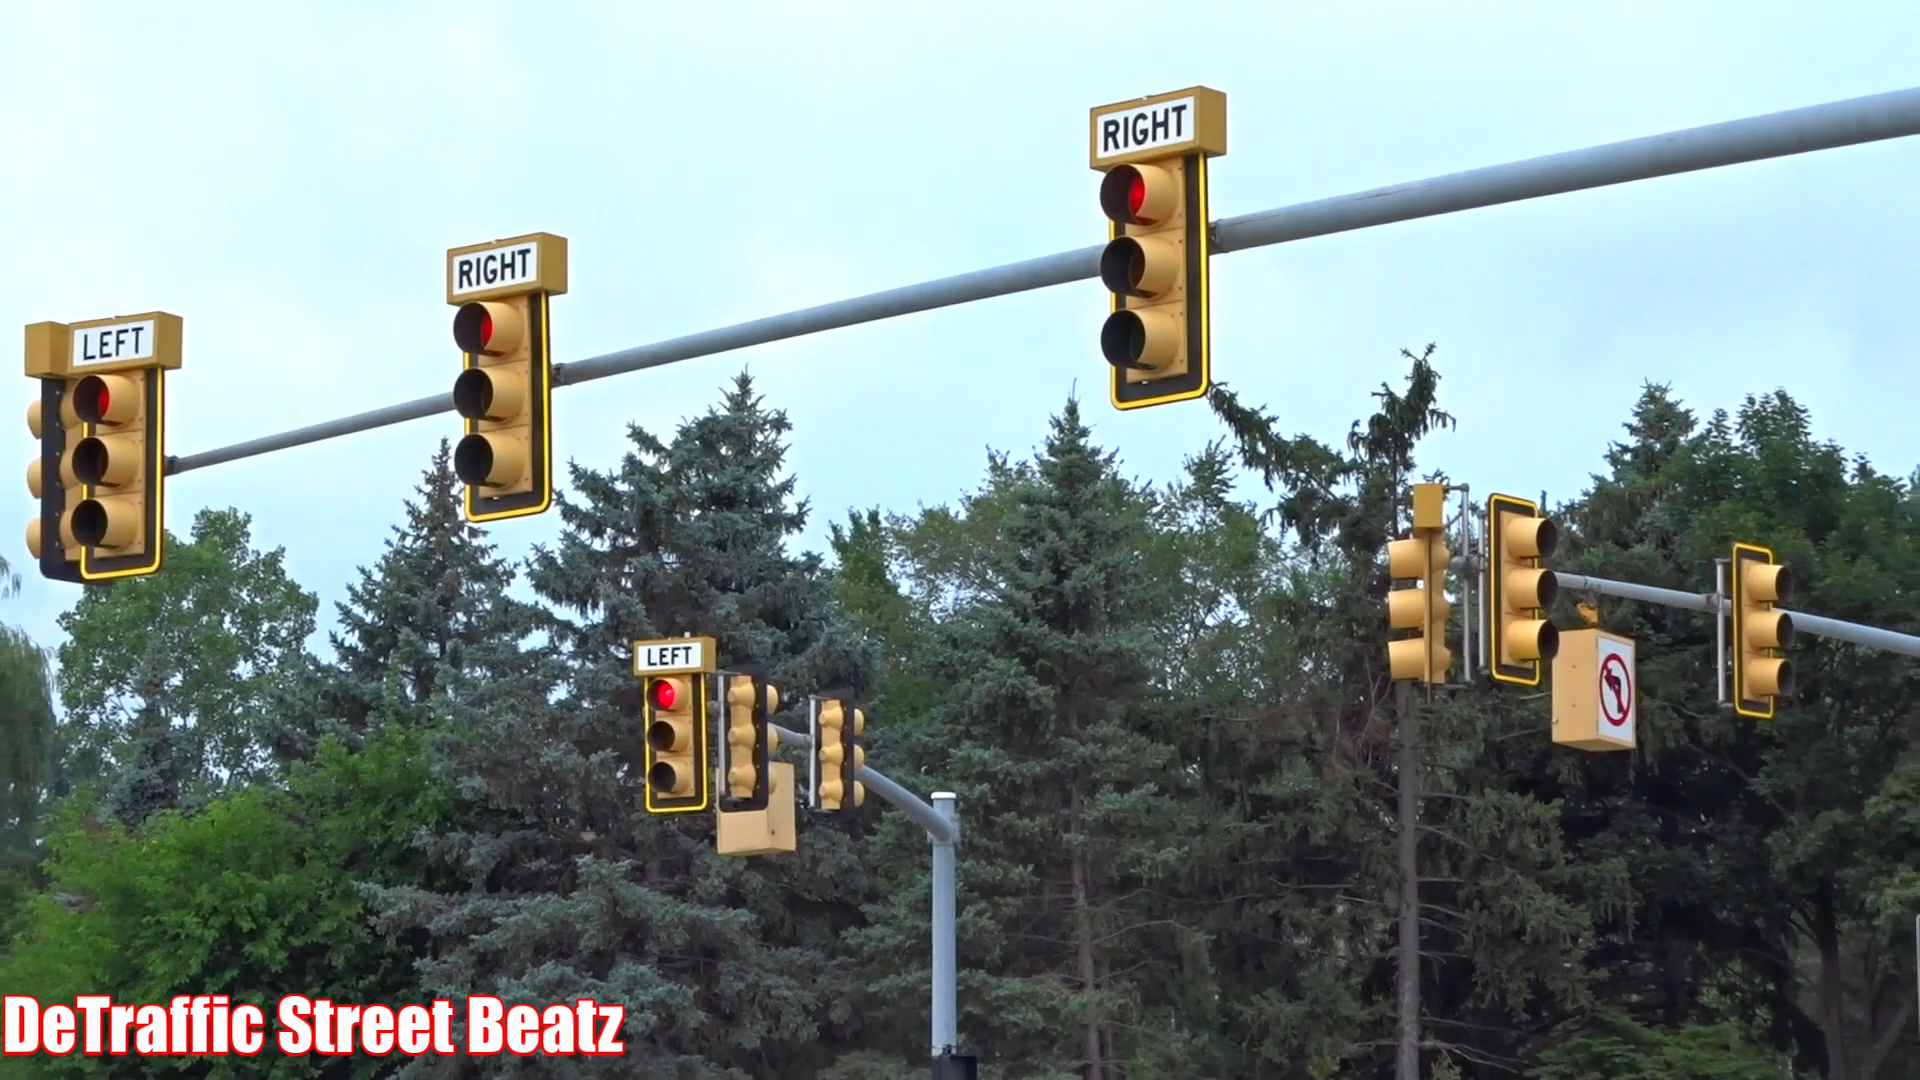 RIGHT
RIGHT
LEFT
LEFT
DeTraffic Street Beatz